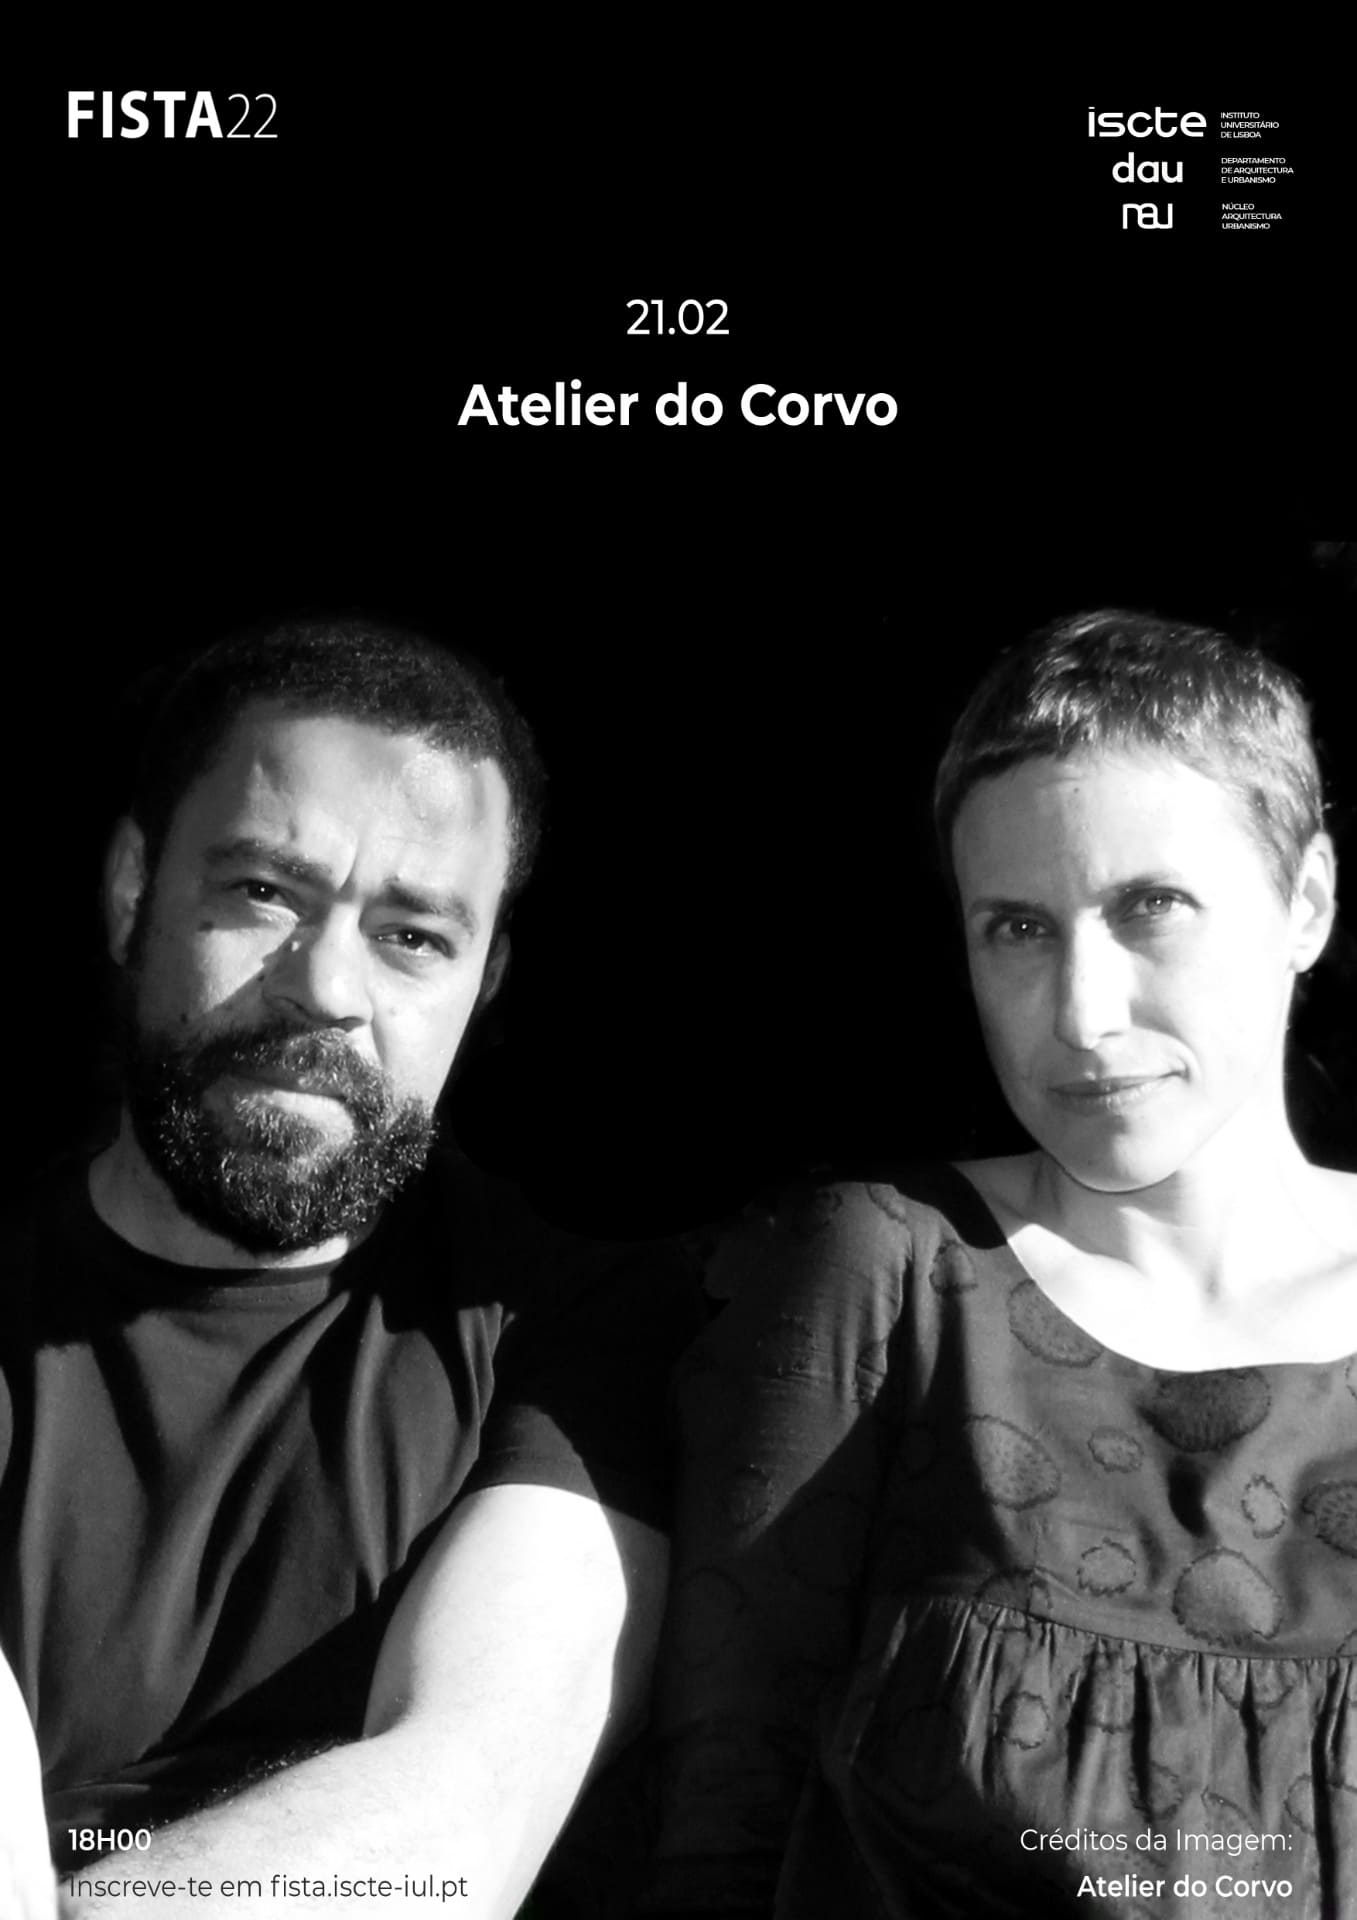 FISTA22
iscte INSTITUTO
UNIVERSITÁRIO
DE LISBOA
dau DEPARTAMENTO
DE ARQUITECTURA
E URBANISMO
nau NÚCLEO
ARQUITECTURA
URBANISMO
21.02
Atelier do Corvo
18H00
Inscreve-te em fista.iscte-iul.pt
Créditos da Imagem:
Atelier do Corvo